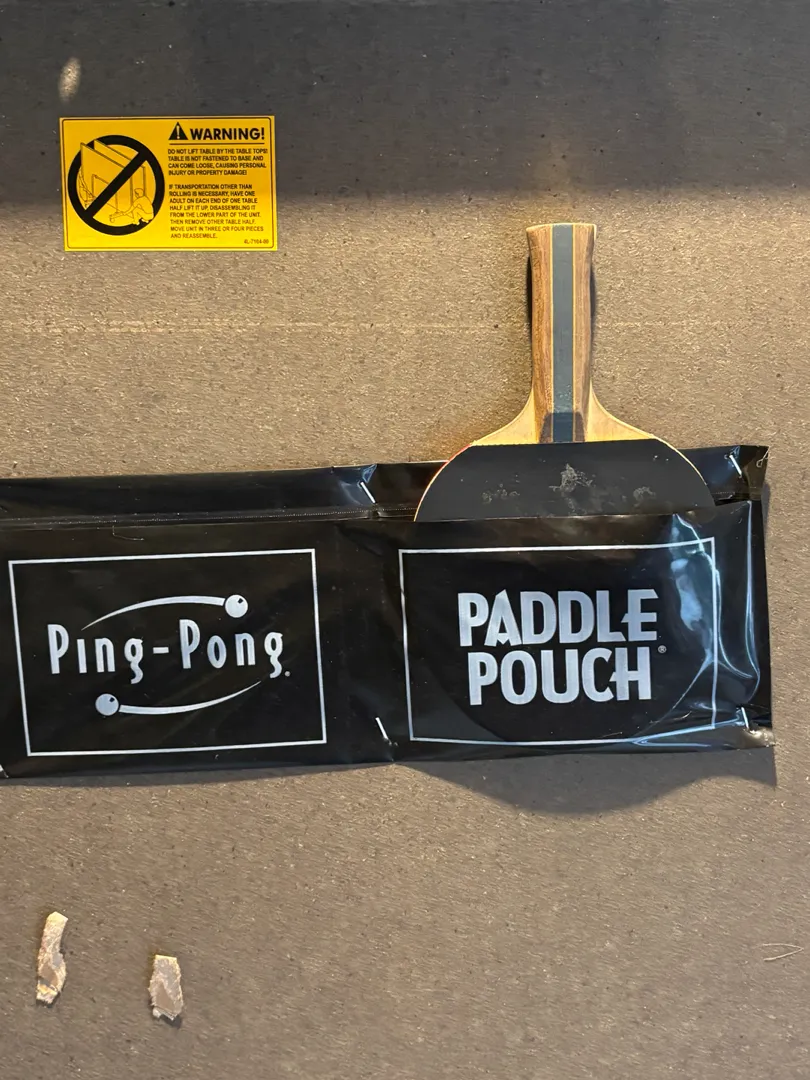 WARNING!
DO NOT LIFT TABLE BY THE TABLE TOPS!
TABLE IS NOT FASTENED TO BASE AND
CAN COME LOOSE, CAUSING PERSONAL
INJURY OR PROPERTY DAMAGE!
IF TRANSPORTATION OTHER THAN
ROLLING IS NECESSARY, HAVE ONE
ADULT ON EACH END OF ONE TABLE
HALF LIFT IT UP, DISASSEMBLING IT
FROM THE LOWER PART OF THE UNIT.
THEN REMOVE OTHER TABLE HALF.
MOVE UNIT IN THREE OR FOUR PIECES
AND REASSEMBLE.
4L-7164-00
Ping-Pong®
PADDLE
POUCH®